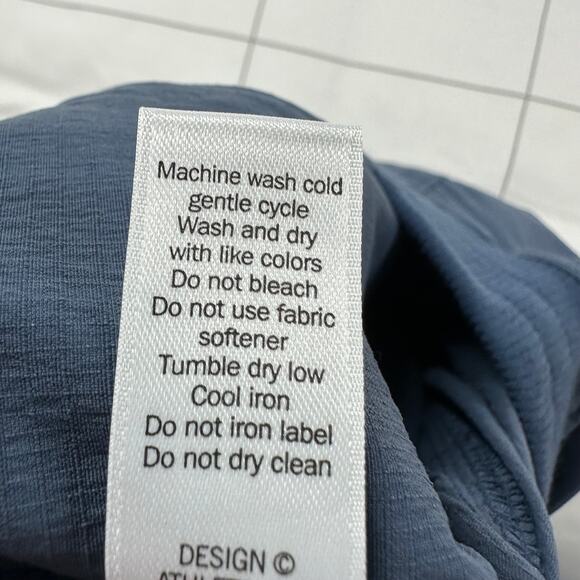 Machine wash cold
gentle cycle
Wash and dry
with like colors
Do not bleach
Do not use fabric
softener
Tumble dry low
Cool iron
Do not iron label
Do not dry clean
DESIGN ©